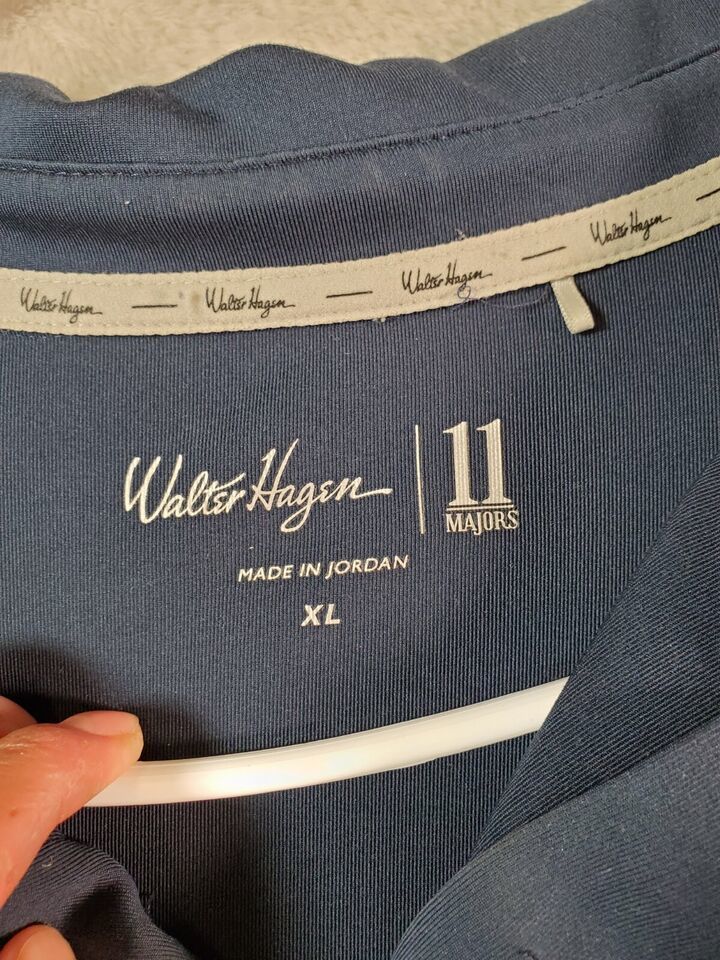 Walter Hagen — Walter Hagen — Walter Hagen — Walter Hagen —
Walter Hagen | 11
MAJORS
MADE IN JORDAN
XL